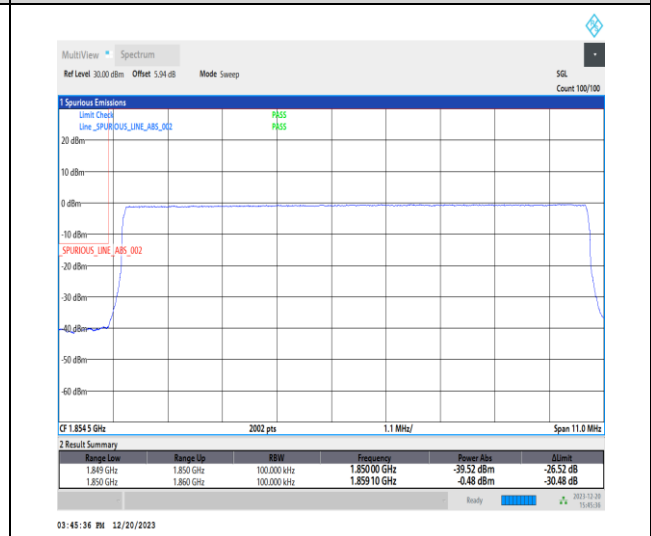 MultiView Spectrum
Ref Level 30.00 dBm Offset 5.94 dB Mode Sweep SGL
Count 100/100
1 Spurious Emissions
Limit Check PASS
Line _SPURIOUS_LINE_ABS_002 PASS
20 dBm
10 dBm
0 dBm
-10 dBm
SPURIOUS_LINE_ABS_002
-20 dBm
-30 dBm
-40 dBm
-50 dBm
-60 dBm
CF 1.854 5 GHz 2002 pts 1.1 MHz/ Span 11.0 MHz
2 Result Summary
Range Low Range Up RBW Frequency Power Abs ΔLimit
1.849 GHz 1.850 GHz 100.000 kHz 1.850 00 GHz -39.52 dBm -26.52 dB
1.850 GHz 1.860 GHz 100.000 kHz 1.859 10 GHz -0.48 dBm -30.48 dB
Ready 2023-12-20
15:45:36
03:45:36 PM 12/20/2023